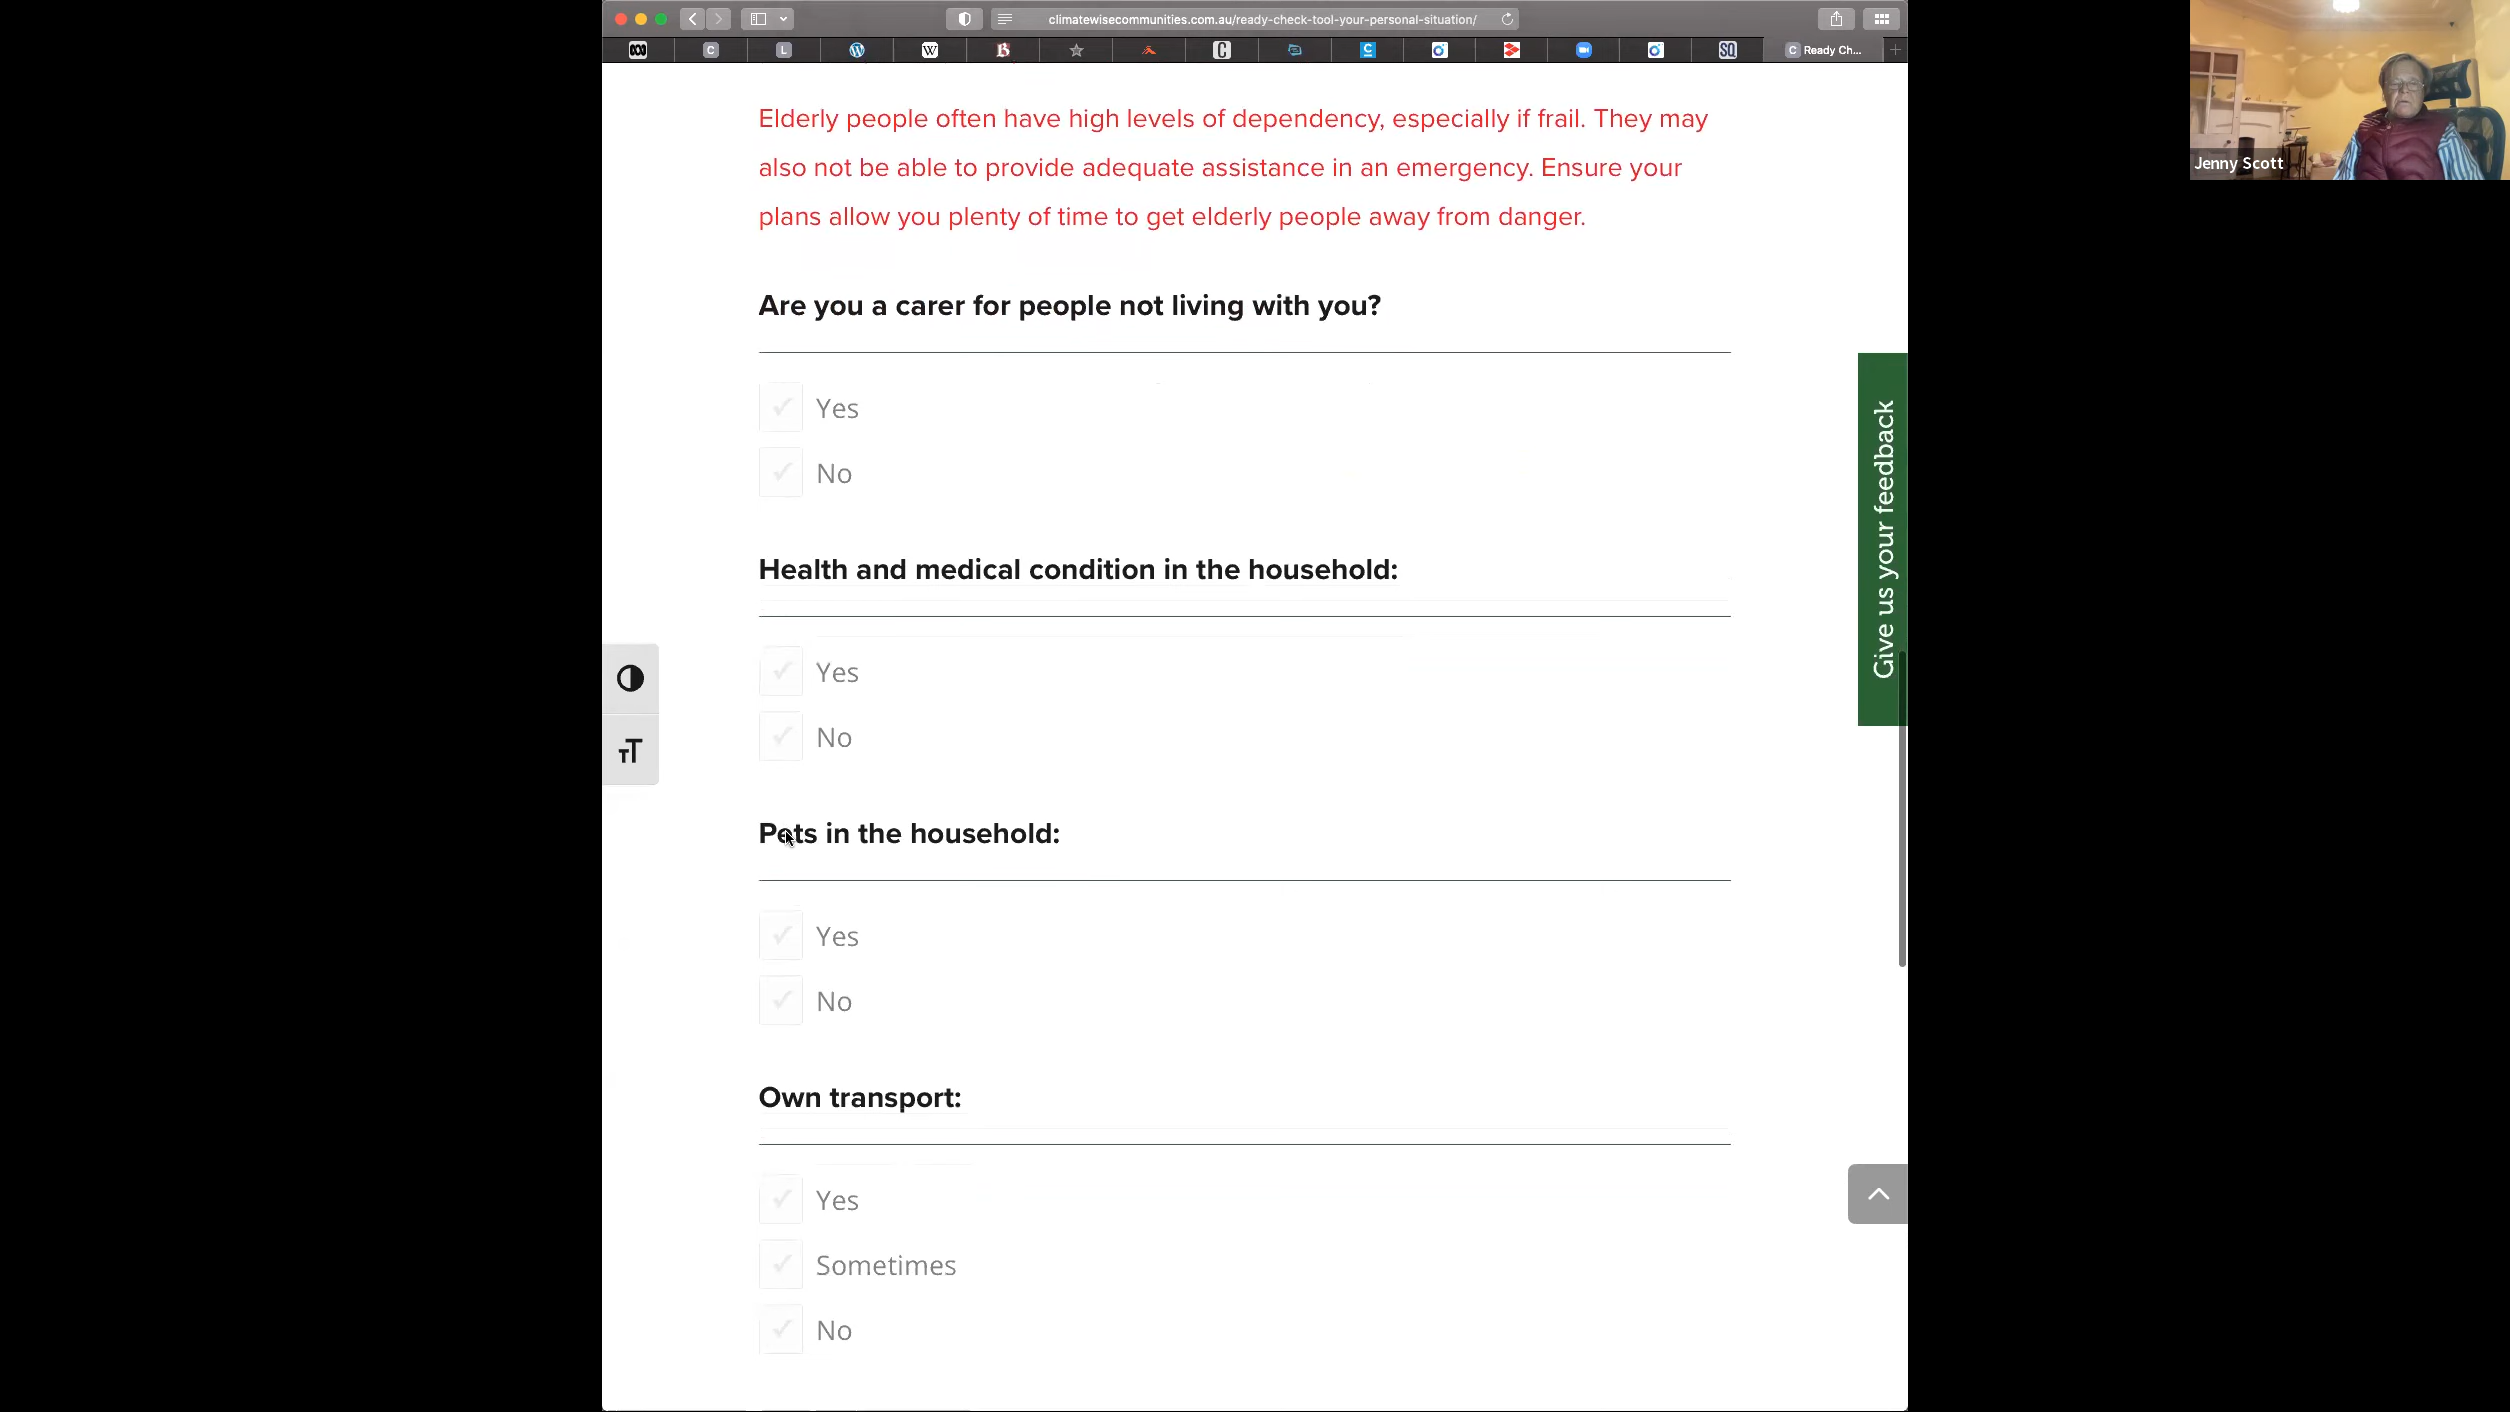 climatewisecommunities.com.au/ready-check-tool-your-personal-situation/
C
L
W
C
C
SQ
C Ready Ch...
Jenny Scott
Elderly people often have high levels of dependency, especially if frail. They may
also not be able to provide adequate assistance in an emergency. Ensure your
plans allow you plenty of time to get elderly people away from danger.
Are you a carer for people not living with you?
Yes
No
Health and medical condition in the household:
Yes
No
Pets in the household:
Yes
No
Own transport:
Yes
Sometimes
No
Give us your feedback
TT